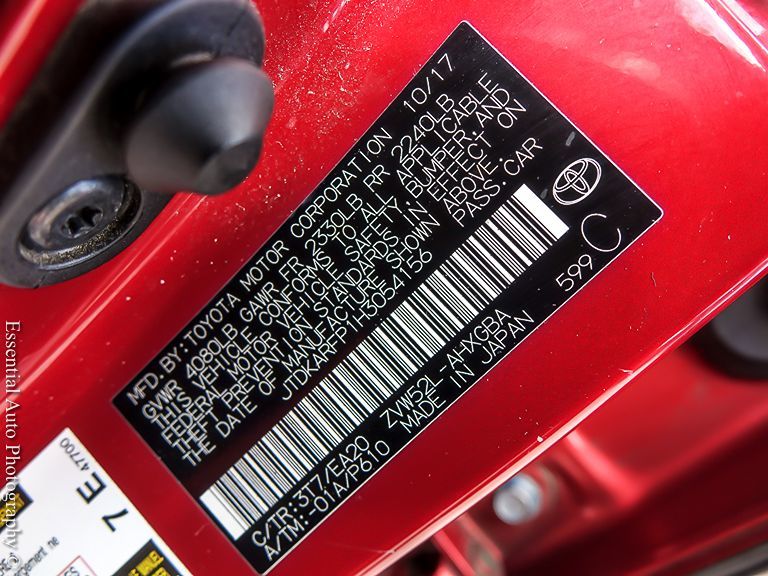 MFD. BY: TOYOTA MOTOR CORPORATION 10/17
GVWR 4080LB GAWR FR 2330LB RR 2240LB
THIS VEHICLE CONFORMS TO ALL APPLICABLE
FEDERAL MOTOR VEHICLE SAFETY, BUMPER, AND
THEFT PREVENTION STANDARDS IN EFFECT ON
THE DATE OF MANUFACTURE SHOWN ABOVE.
JTDKARFP1H3054156 PASS. CAR
C/TR: 3T7/EA20 ZVW52L-AHXGBA
A/TM: -01A/P610 MADE IN JAPAN 599 C
7 E
47700
Essential Auto Photography ©